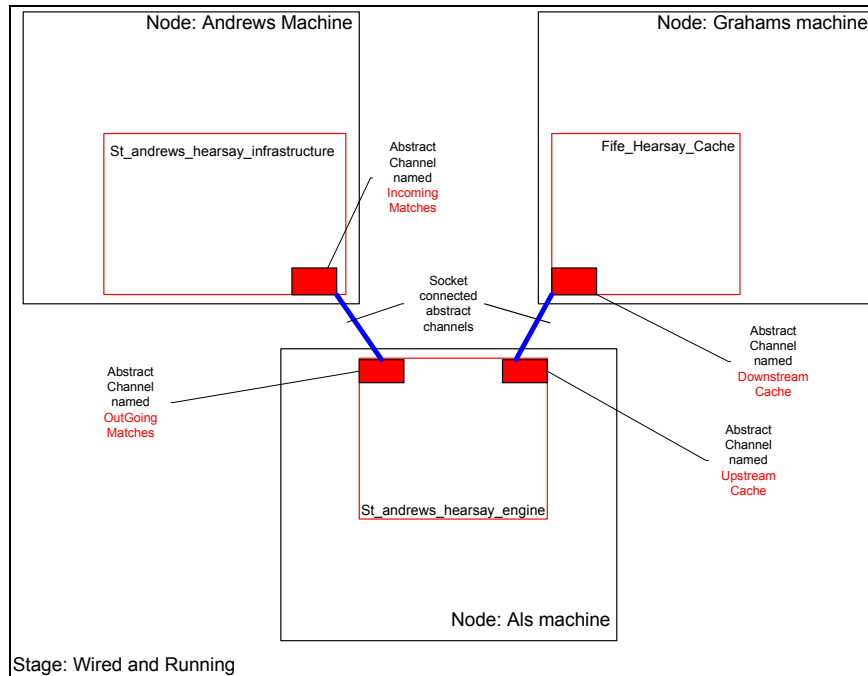 Node: Andrews Machine
Node: Grahams machine
St_andrews_hearsay_infrastructure
Abstract
Channel
named
Incoming
Matches
Fife_Hearsay_Cache
Socket
connected
abstract
channels
Abstract
Channel
named
Downstream
Cache
Abstract
Channel
named
OutGoing
Matches
Abstract
Channel
named
Upstream
Cache
St_andrews_hearsay_engine
Node: Als machine
Stage: Wired and Running